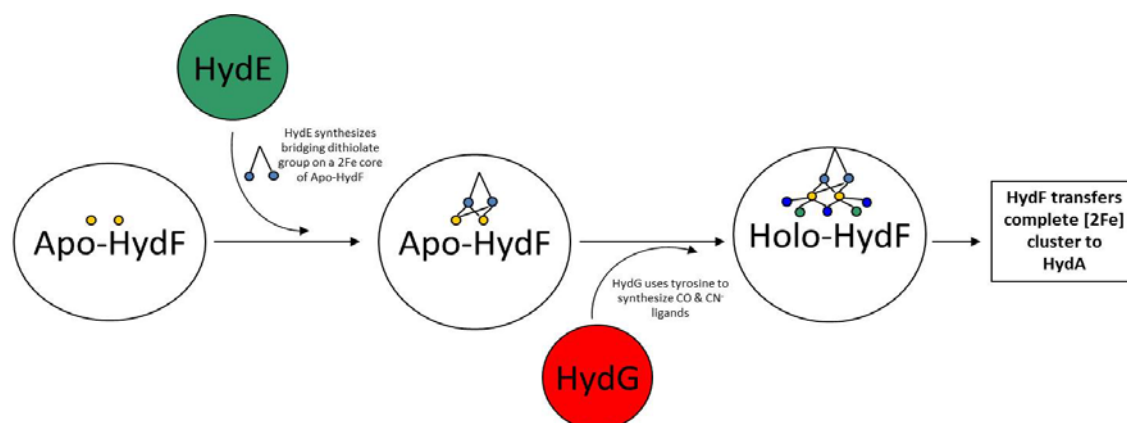 HydE
HydE synthesizes
bridging dithiolate
group on a 2Fe core
of Apo-HydF
Apo-HydF
Apo-HydF
Holo-HydF
HydF transfers
complete [2Fe]
cluster to
HydA
HydG uses tyrosine to
synthesize CO & CN-
ligands
HydG